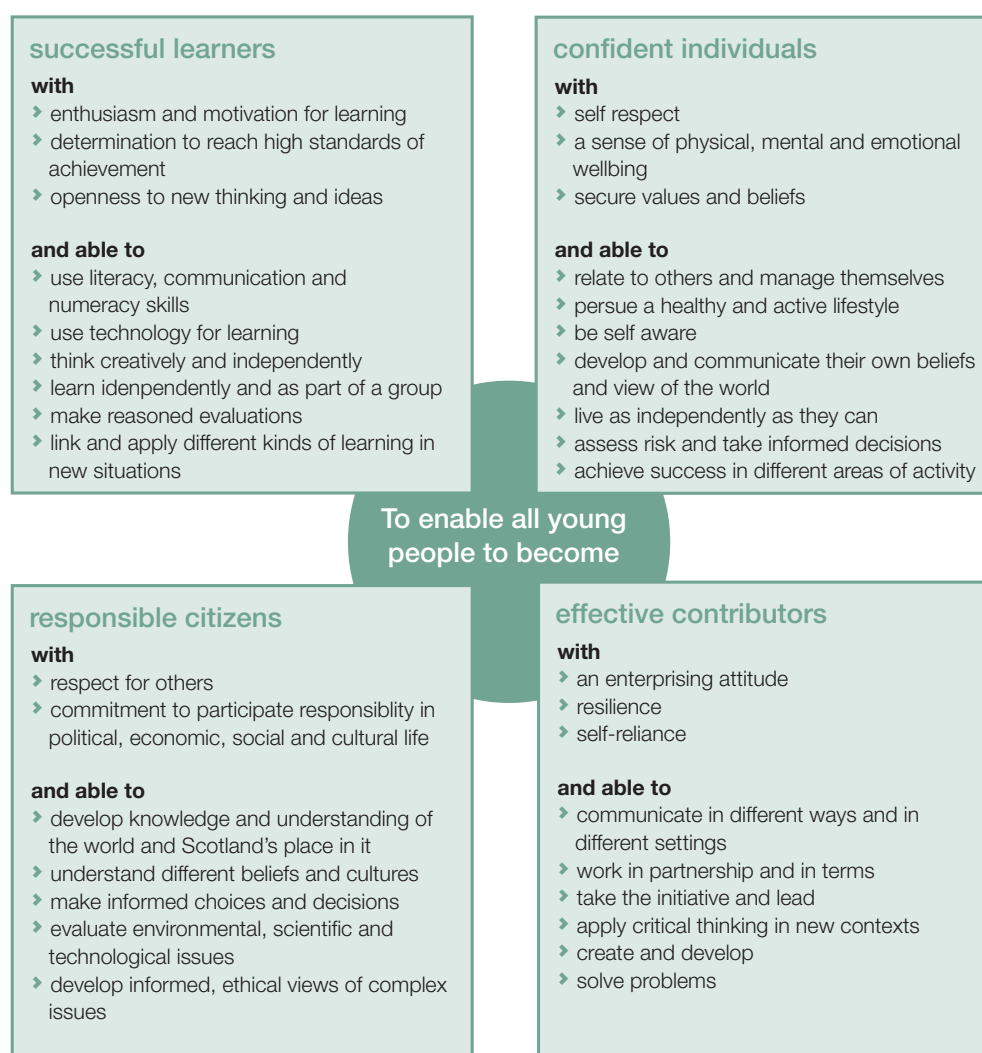 successful learners
with
enthusiasm and motivation for learning
determination to reach high standards of
achievement
openness to new thinking and ideas
and able to
use literacy, communication and
numeracy skills
use technology for learning
think creatively and independently
learn idenpendently and as part of a group
make reasoned evaluations
link and apply different kinds of learning in
new situations
confident individuals
with
self respect
a sense of physical, mental and emotional
wellbing
secure values and beliefs
and able to
relate to others and manage themselves
persue a healthy and active lifestyle
be self aware
develop and communicate their own beliefs
and view of the world
live as independently as they can
assess risk and take informed decisions
achieve success in different areas of activity
To enable all young
people to become
responsible citizens
with
respect for others
commitment to participate responsiblity in
political, economic, social and cultural life
and able to
develop knowledge and understanding of
the world and Scotland's place in it
understand different beliefs and cultures
make informed choices and decisions
evaluate environmental, scientific and
technological issues
develop informed, ethical views of complex
issues
effective contributors
with
an enterprising attitude
resilience
self-reliance
and able to
communicate in different ways and in
different settings
work in partnership and in terms
take the initiative and lead
apply critical thinking in new contexts
create and develop
solve problems